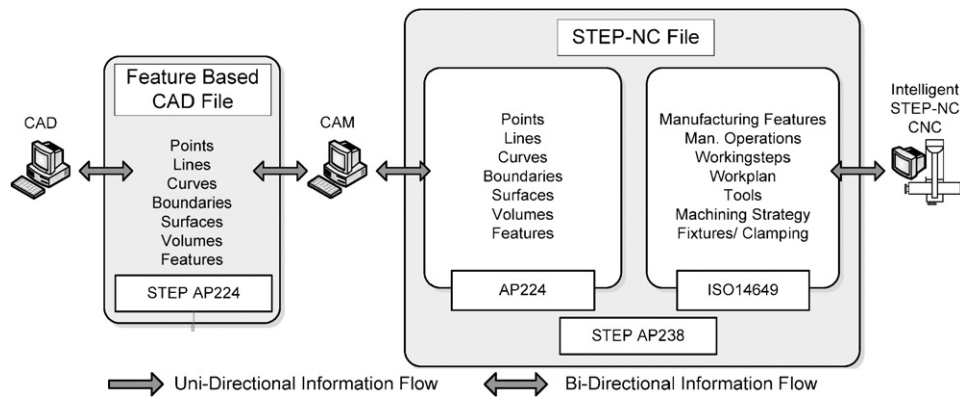 CAD
Feature Based
CAD File
Points
Lines
Curves
Boundaries
Surfaces
Volumes
Features
STEP AP224
CAM
STEP-NC File
Points
Lines
Curves
Boundaries
Surfaces
Volumes
Features
AP224
Manufacturing Features
Man. Operations
Workingsteps
Workplan
Tools
Machining Strategy
Fixtures/ Clamping
ISO14649
STEP AP238
Intelligent
STEP-NC
CNC
Uni-Directional Information Flow
Bi-Directional Information Flow